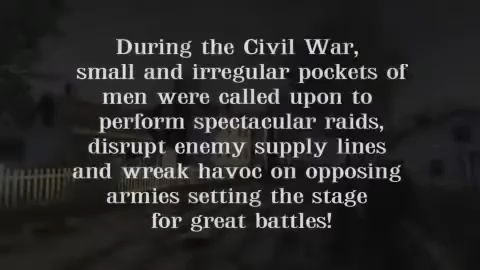 During the Civil War,
small and irregular pockets of
men were called upon to
perform spectacular raids,
disrupt enemy supply lines
and wreak havoc on opposing
armies setting the stage
for great battles!